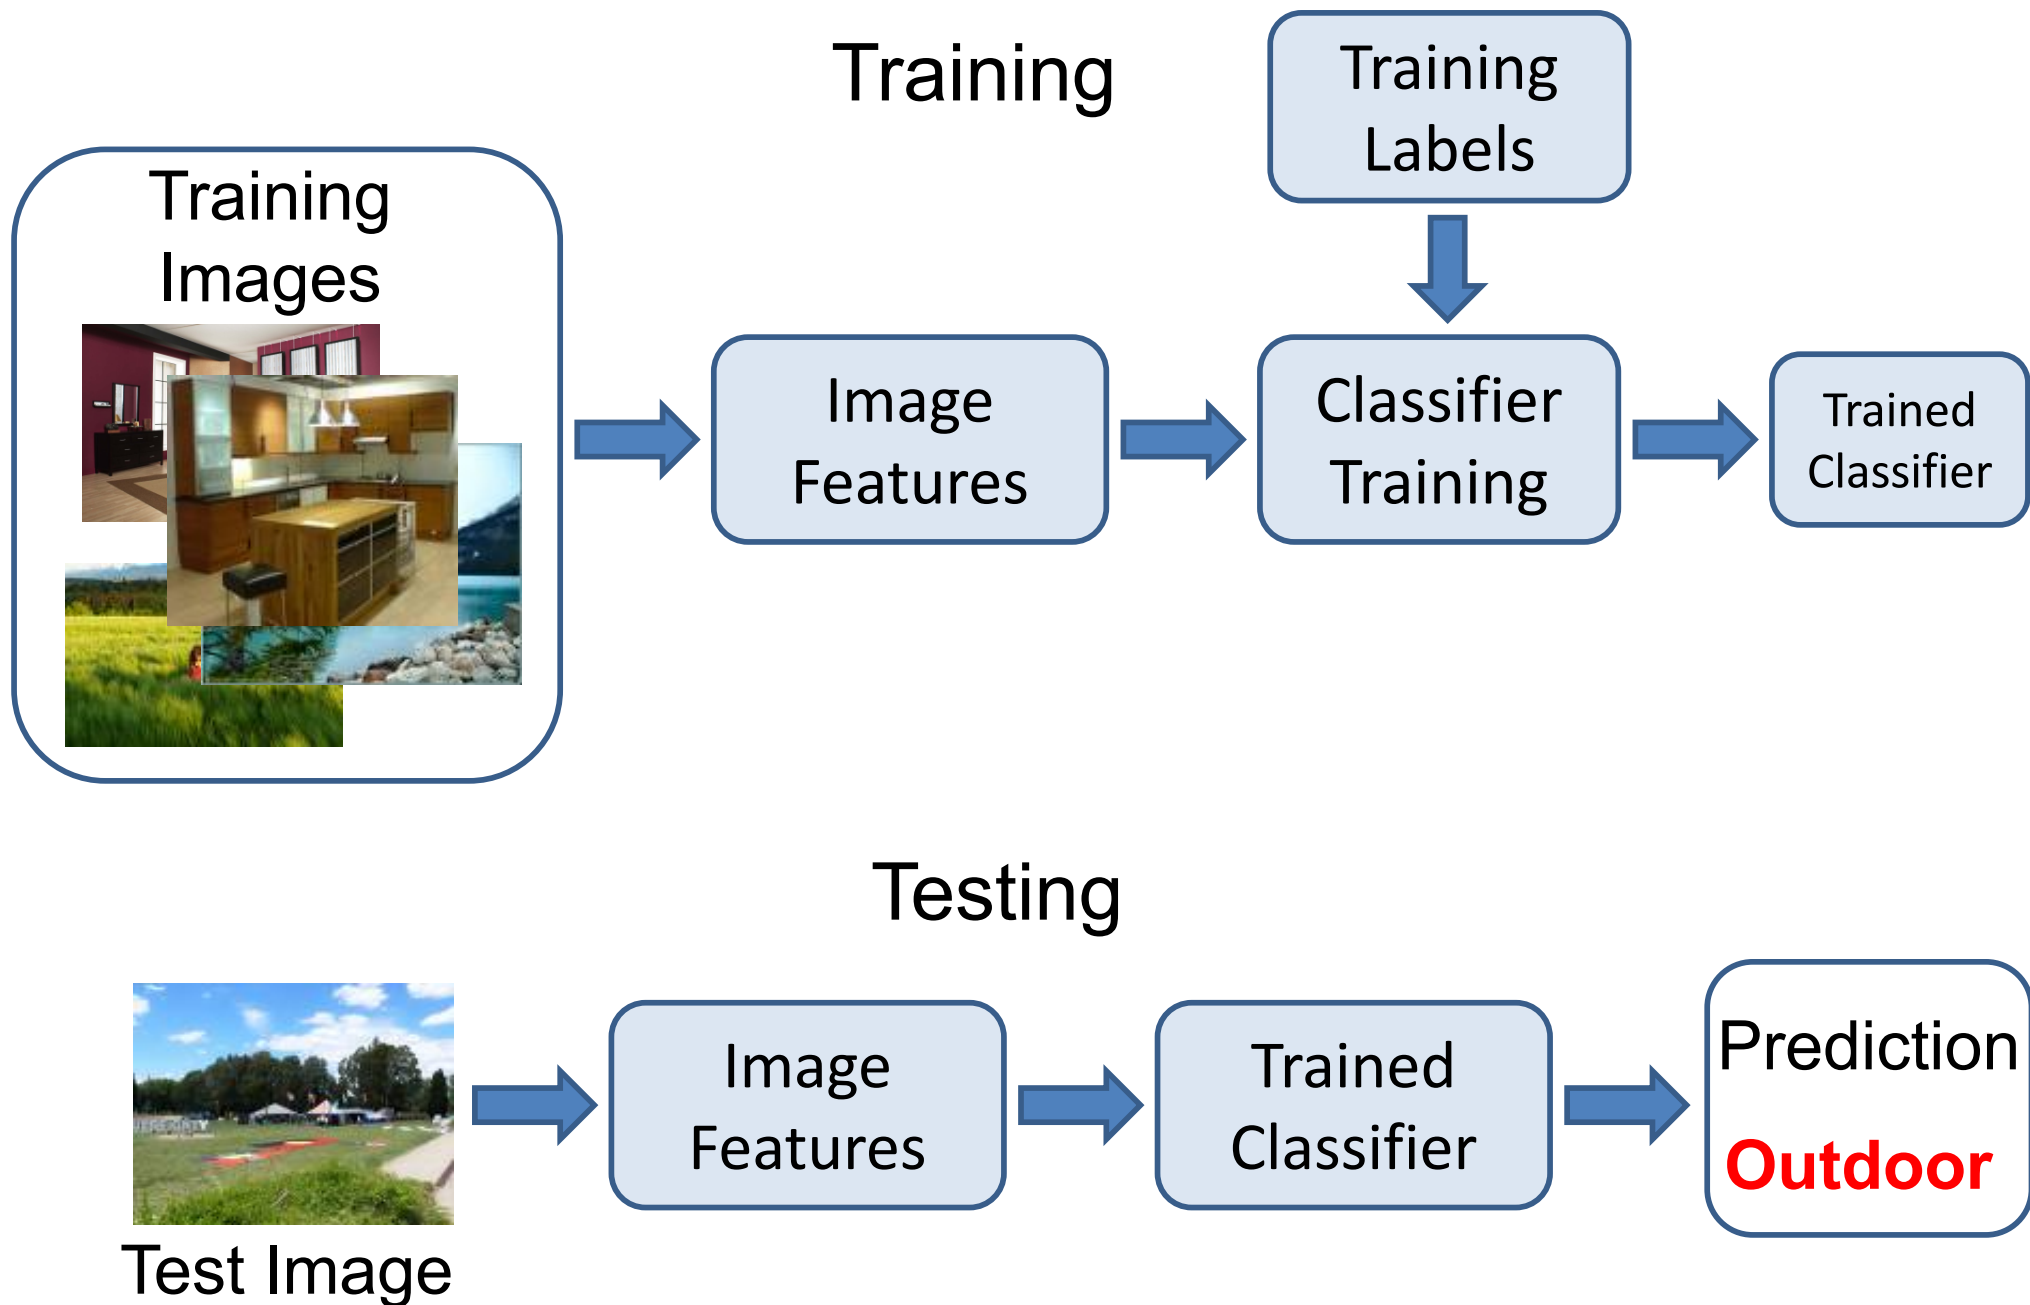 Training
Training
Labels
Training
Images
Image
Features
Classifier
Training
Trained
Classifier
Testing
Image
Features
Trained
Classifier
Prediction
Outdoor
Test Image